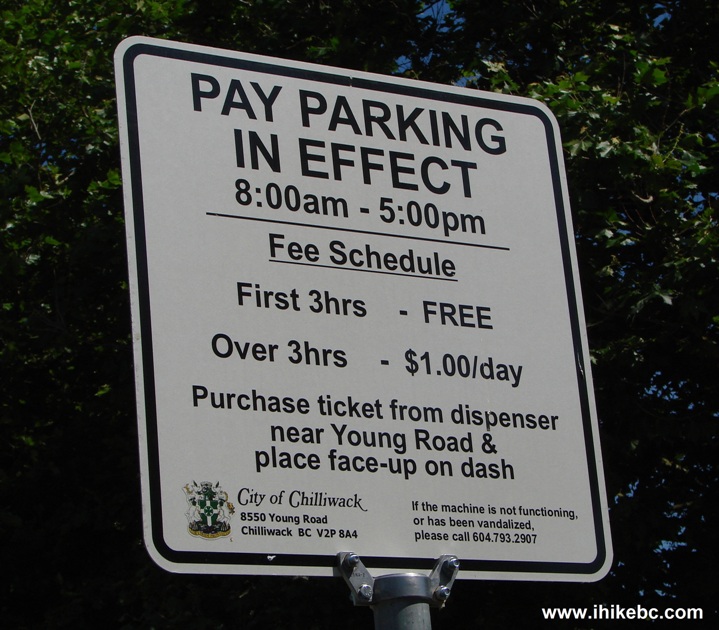 PAY PARKING
IN EFFECT
8:00am - 5:00pm
Fee Schedule
First 3hrs - FREE
Over 3hrs - $1.00/day
Purchase ticket from dispenser
near Young Road &
place face-up on dash
City of Chilliwack
8550 Young Road
Chilliwack BC V2P 8A4
If the machine is not functioning,
or has been vandalized,
please call 604.793.2907
www.ihikebc.com